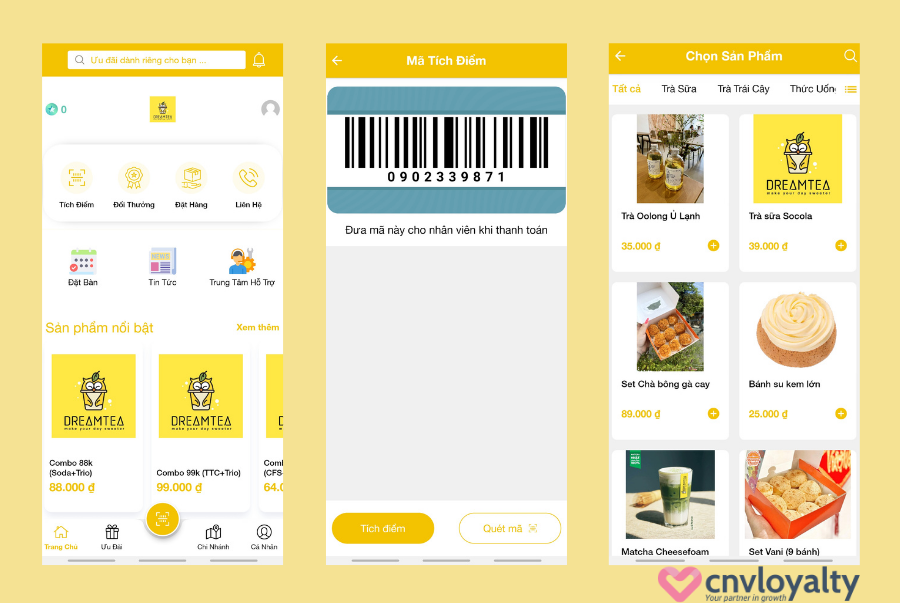 Ưu đãi dành riêng cho bạn ...
0
DREAMTEA
Tích Điểm
Đổi Thưởng
Đặt Hàng
Liên Hệ
NEWS
Đặt Bàn
Tin Tức
Trung Tâm Hỗ Trợ
Sản phẩm nổi bật
Xem thêm
DREAMTEA
make your day sweeter
DREAMTEA
make your day sweeter
D
Combo 88k
(Soda+Trio)
88.000 ₫
Combo 99k (TTC+Trio)
99.000 ₫
Coml
(CFS
64.0
Trang Chủ
Ưu Đãi
Chi Nhánh
Cá Nhân
Mã Tích Điểm
0902339871
Đưa mã này cho nhân viên khi thanh toán
Tích điểm
Quét mã
Chọn Sản Phẩm
Tất cả
Trà Sữa
Trà Trái Cây
Thức Uống
Trà Oolong Ủ Lạnh
35.000 ₫
DREAMTEA
make your day sweeter
Trà sữa Socola
39.000 ₫
Set Chà bông gà cay
89.000 ₫
Bánh su kem lớn
25.000 ₫
Matcha Cheesefoam
Set Vani (9 bánh)
cnvloyalty
Your partner in growth